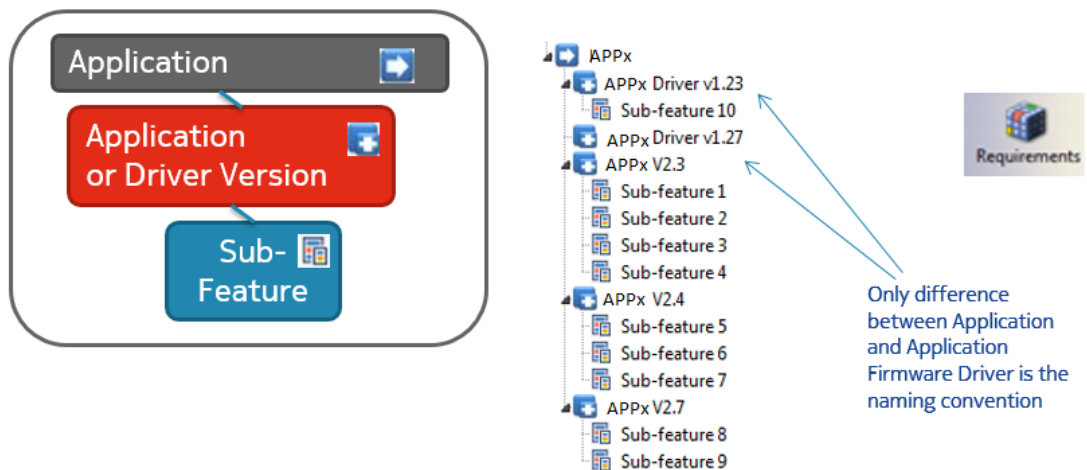 Application
Application
or Driver Version
Sub-
Feature
APPx
APPx Driver v1.23
Sub-feature 10
APPx Driver v1.27
APPx V2.3
Sub-feature 1
Sub-feature 2
Sub-feature 3
Sub-feature 4
APPx V2.4
Sub-feature 5
Sub-feature 6
Sub-feature 7
APPx V2.7
Sub-feature 8
Sub-feature 9
Requirements
Only difference
between Application
and Application
Firmware Driver is the
naming convention